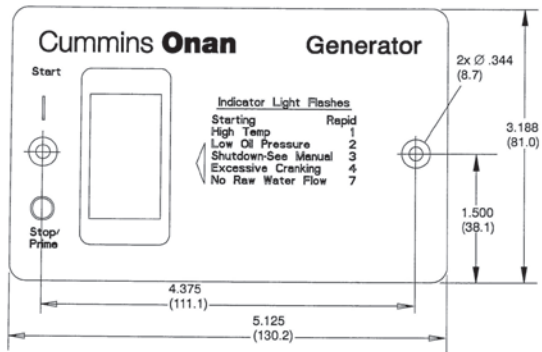 Cummins Onan Generator
Start
Indicator Light Flashes
Starting Rapid
High Temp 1
Low Oil Pressure 2
Shutdown-See Manual 3
Excessive Cranking 4
No Raw Water Flow 7
Stop/
Prime
2x Ø .344
(8.7)
3.188
(81.0)
1.500
(38.1)
4.375
(111.1)
5.125
(130.2)